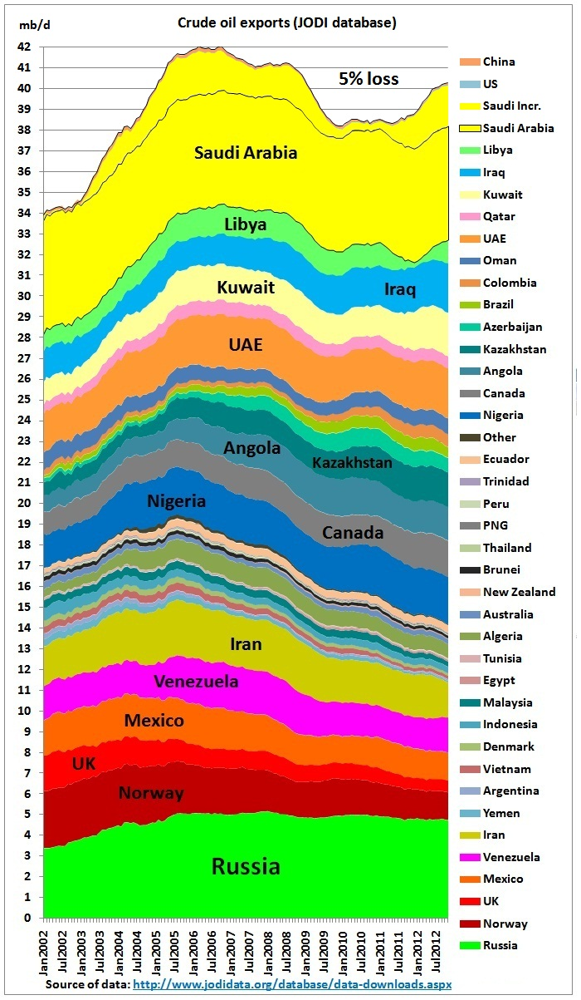 Crude oil exports (JODI database)
mb/d
42
41
40
39
38
37
36
35
34
33
32
31
30
29
28
27
26
25
24
23
22
21
20
19
18
17
16
15
14
13
12
11
10
9
8
7
6
5
4
3
2
1
0
5% loss
Saudi Arabia
Libya
Kuwait
Iraq
UAE
Angola
Kazakhstan
Nigeria
Canada
Iran
Venezuela
Mexico
UK
Norway
Russia
China
US
Saudi Incr.
Saudi Arabia
Libya
Iraq
Kuwait
Qatar
UAE
Oman
Colombia
Brazil
Azerbaijan
Kazakhstan
Angola
Canada
Nigeria
Other
Ecuador
Trinidad
Peru
PNG
Thailand
Brunei
New Zealand
Australia
Algeria
Tunisia
Egypt
Malaysia
Indonesia
Denmark
Vietnam
Argentina
Yemen
Iran
Venezuela
Mexico
UK
Norway
Russia
Jan2002
Jul2002
Jan2003
Jul2003
Jan2004
Jul2004
Jan2005
Jul2005
Jan2006
Jul2006
Jan2007
Jul2007
Jan2008
Jul2008
Jan2009
Jul2009
Jan2010
Jul2010
Jan2011
Jul2011
Jan2012
Jul2012
Source of data: http://www.jodidata.org/database/data-downloads.aspx